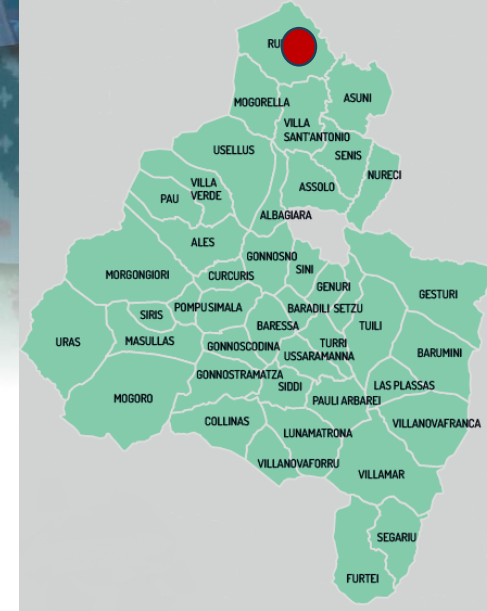 RU
MOGORELLA
ASUNI
VILLA
SANT'ANTONIO
USELLUS
SENIS
NURECI
VILLA
VERDE
PAU
ASSOLO
ALBAGIARA
ALES
GONNOSNO
SINI
MORGONGIORI
CURCURIS
GENURI
GESTURI
SIRIS
POMPU
SIMALA
BARADILI
SETZU
BARESSA
TUILI
URAS
MASULLAS
GONNOSCODINA
TURRI
USSARAMANNA
BARUMINI
GONNOSTRAMATZA
SIDDI
LAS PLASSAS
MOGORO
PAULI ARBAREI
COLLINAS
LUNAMATRONA
VILLANOVAFRANCA
VILLANOVAFORRU
VILLAMAR
SEGARIU
FURTEI